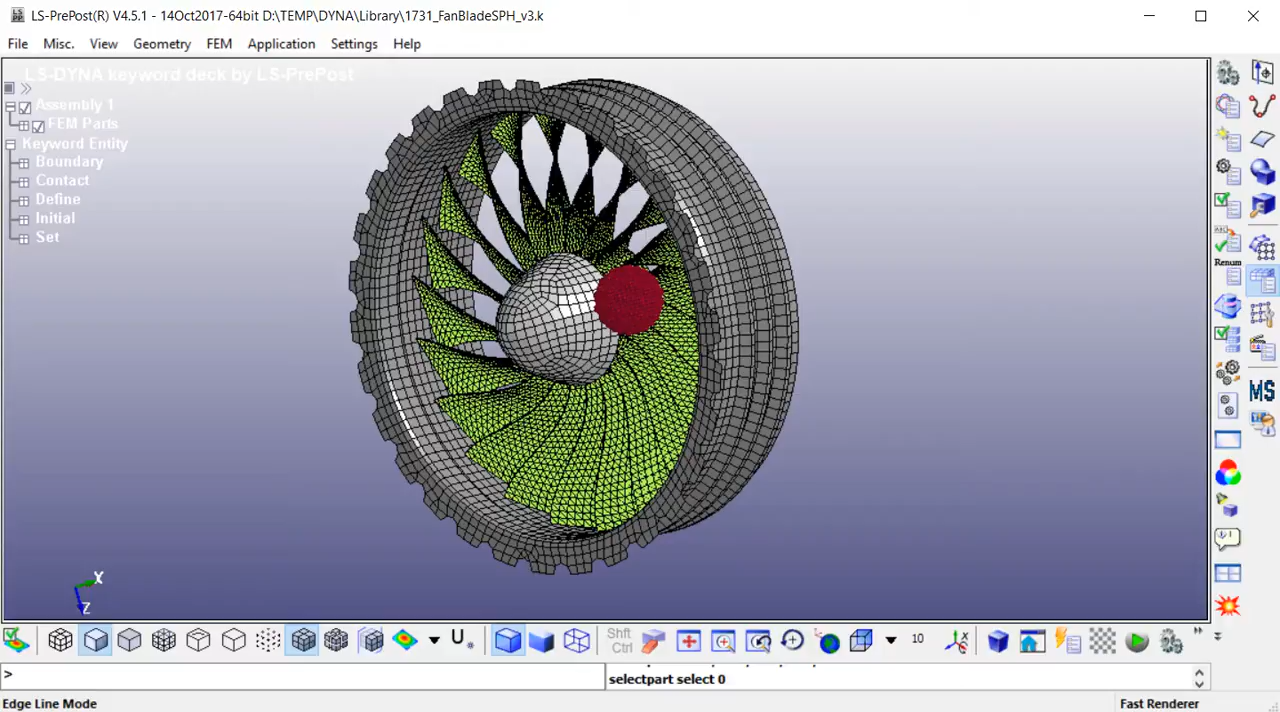 LS-PrePost(R) V4.5.1 - 14Oct2017-64bit D:\TEMP\DYNA\Library\1731_FanBladeSPH_v3.k
File Misc. View Geometry FEM Application Settings Help
LS-DYNA keyword deck by LS-PrePost
Assembly 1
FEM Parts
Keyword Entity
Boundary
Contact
Define
Initial
Set
Renum
MS
X
Z
U
Shft
Ctrl
10
>
selectpart select 0
Edge Line Mode
Fast Renderer